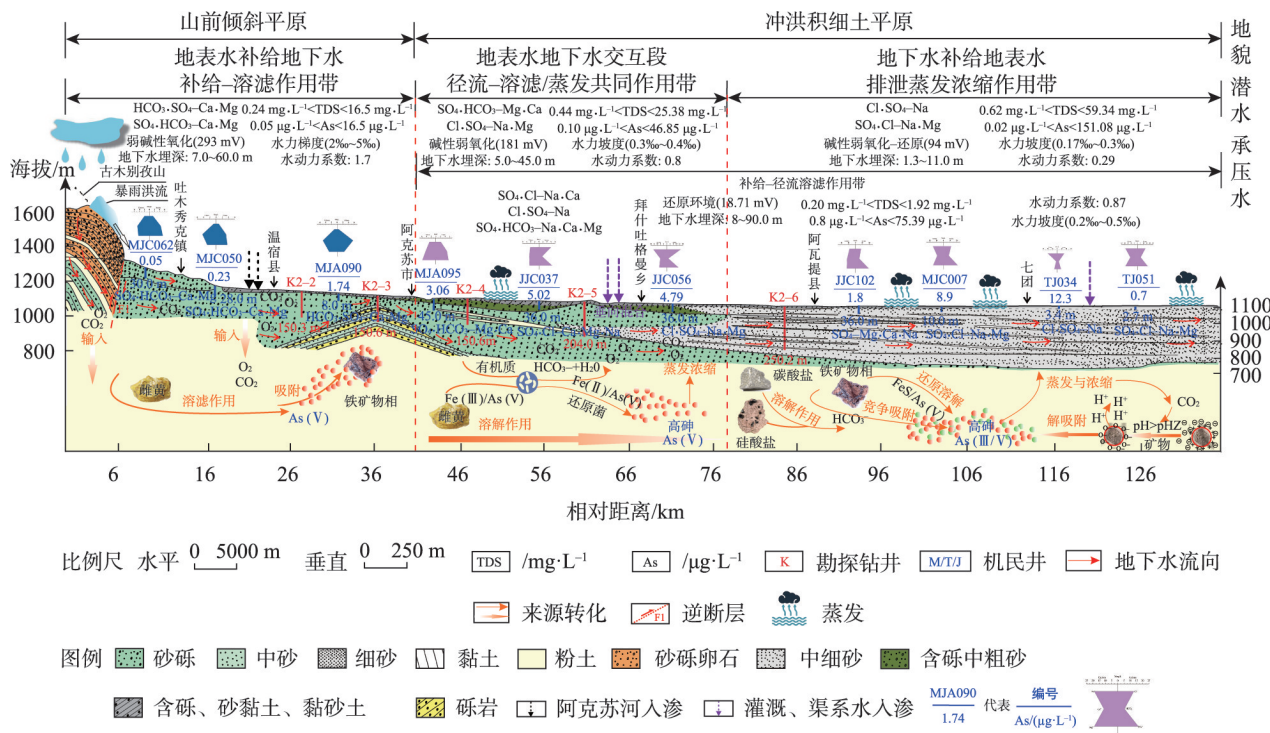 山前倾斜平原
冲洪积细土平原
地貌
地表水补给地下水
地表水地下水交互段
地下水补给地表水
补给–溶滤作用带
径流–溶滤/蒸发共同作用带
排泄蒸发浓缩作用带
潜水
承压水
HCO₃·SO₄–Ca·Mg 0.24 mg·L⁻¹<TDS<16.5 mg·L⁻¹
SO₄·HCO₃–Ca·Mg 0.05 μg·L⁻¹<As<16.5 μg·L⁻¹
弱碱性氧化(293 mV) 水力梯度(2‰~5‰)
地下水埋深: 7.0~60.0 m 水动力系数: 1.7
SO₄·HCO₃–Mg·Ca 0.44 mg·L⁻¹<TDS<25.38 mg·L⁻¹
Cl·SO₄–Na·Mg 0.10 μg·L⁻¹<As<46.85 μg·L⁻¹
碱性弱氧化(181 mV) 水力坡度(0.3‰~0.4‰)
地下水埋深: 5.0~45.0 m 水动力系数: 0.8
Cl·SO₄–Na 0.62 mg·L⁻¹<TDS<59.34 mg·L⁻¹
SO₄·Cl–Na·Mg 0.02 μg·L⁻¹<As<151.08 μg·L⁻¹
碱性弱氧化–还原(94 mV) 水力坡度(0.17‰~0.3‰)
地下水埋深: 1.3~11.0 m 水动力系数: 0.29
补给–径流溶滤作用带
SO₄·Cl–Na·Ca
Cl·SO₄–Na
SO₄·HCO₃–Na·Ca·Mg
还原环境(18.71 mV) 0.20 mg·L⁻¹<TDS<1.92 mg·L⁻¹ 水动力系数: 0.87
地下水埋深: 8~90.0 m 0.8 μg·L⁻¹<As<75.39 μg·L⁻¹ 水力坡度(0.2‰~0.5‰)
海拔/m
古木别孜山
暴雨洪流
吐木秀克镇
温宿县
阿克苏市
拜什吐格曼乡
阿瓦提县
七团
1600
1400
1200
1000
800
1100
1000
900
800
700
MJC062
0.05
MJC050
0.23
MJA090
1.74
MJA095
3.06
JJC037
5.02
JJC056
4.79
JJC102
1.8
MJC007
8.9
TJ034
12.3
TJ051
0.7
K2–2
K2–3
K2–4
K2–5
K2–6
输入
CO₂
输入
O₂
CO₂
雌黄
溶滤作用
吸附
As (V)
铁矿物相
有机质
HCO₃–+H20
Fe (Ⅲ)/As (V)
Fe (Ⅱ)/As(V)
还原菌
雌黄
溶解作用
蒸发浓缩
高砷
As (V)
碳酸盐
硅酸盐
溶解作用
铁矿物相
竞争吸附
HCO₃⁻
还原溶解
FeS/As(V)
高砷
As (Ⅲ/V)
蒸发与浓缩
解吸附
H⁺
H⁺
H⁺
CO₂
pH>pHZ
矿物
6 16 26 36 46 56 66 76 86 96 106 116 126
相对距离/km
比例尺 水平 0 5000 m 垂直 0 250 m TDS /mg·L⁻¹ As /μg·L⁻¹ K 勘探钻井 M/T/J 机民井 地下水流向
来源转化 F1 逆断层 蒸发
图例 砂砾 中砂 细砂 黏土 粉土 砂砾卵石 中细砂 含砾中粗砂
含砾、砂黏土、黏砂土 砾岩 阿克苏河入渗 灌溉、渠系水入渗 MJA090 代表 编号
1.74 As/(μg·L⁻¹)